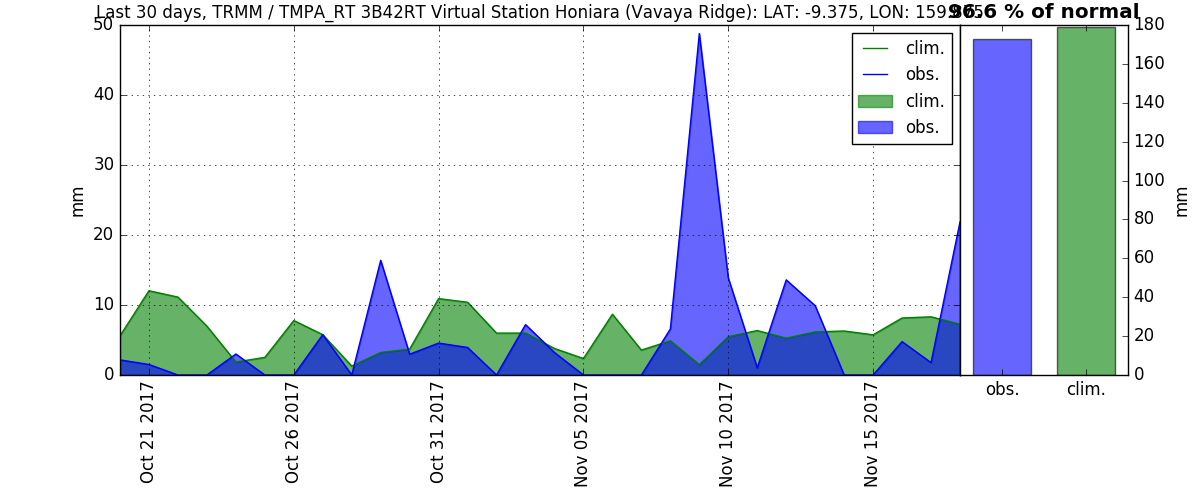 Last 30 days, TRMM / TMPA_RT 3B42RT Virtual Station Honiara (Vavaya Ridge): LAT: -9.375, LON: 159.875
96.6 % of normal
50
40
30
20
10
0
mm
clim.
obs.
clim.
obs.
180
160
140
120
100
80
60
40
20
0
mm
Oct 21 2017
Oct 26 2017
Oct 31 2017
Nov 05 2017
Nov 10 2017
Nov 15 2017
obs.
clim.